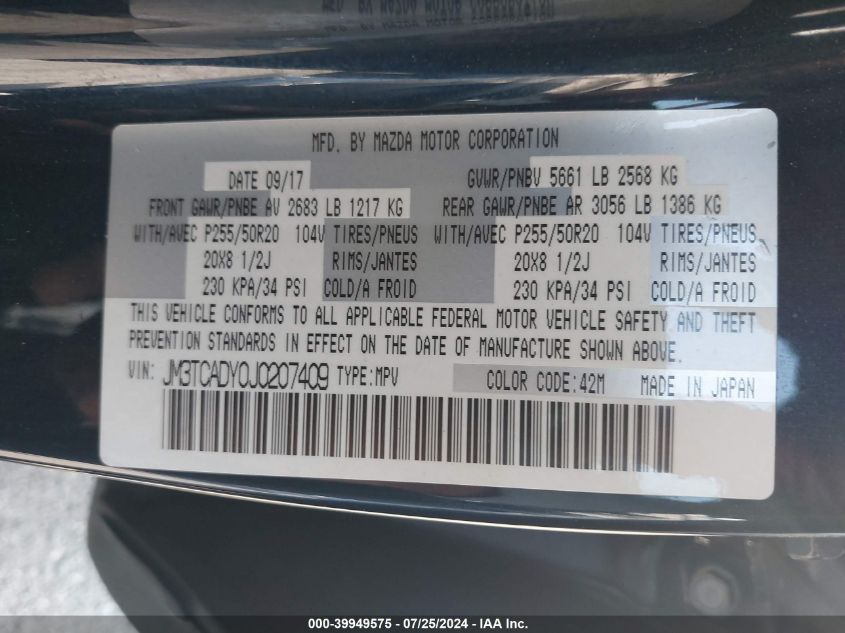 MFD. BY MAZDA MOTOR CORPORATION
DATE 09/17 GVWR/PNBV 5661 LB 2568 KG
FRONT GAWR/PNBE AV 2683 LB 1217 KG REAR GAWR/PNBE AR 3056 LB 1386 KG
WITH/AVEC P255/50R20 104V TIRES/PNEUS WITH/AVEC P255/50R20 104V TIRES/PNEUS
20X8 1/2J RIMS/JANTES 20X8 1/2J RIMS/JANTES
230 KPA/34 PSI COLD/A FROID 230 KPA/34 PSI COLD/A FROID
THIS VEHICLE CONFORMS TO ALL APPLICABLE FEDERAL MOTOR VEHICLE SAFETY AND THEFT
PREVENTION STANDARDS IN EFFECT ON THE DATE OF MANUFACTURE SHOWN ABOVE.
VIN: JM3TCADY0J0207409 TYPE:MPV COLOR CODE:42M MADE IN JAPAN
000-39949575 - 07/25/2024 - IAA Inc.